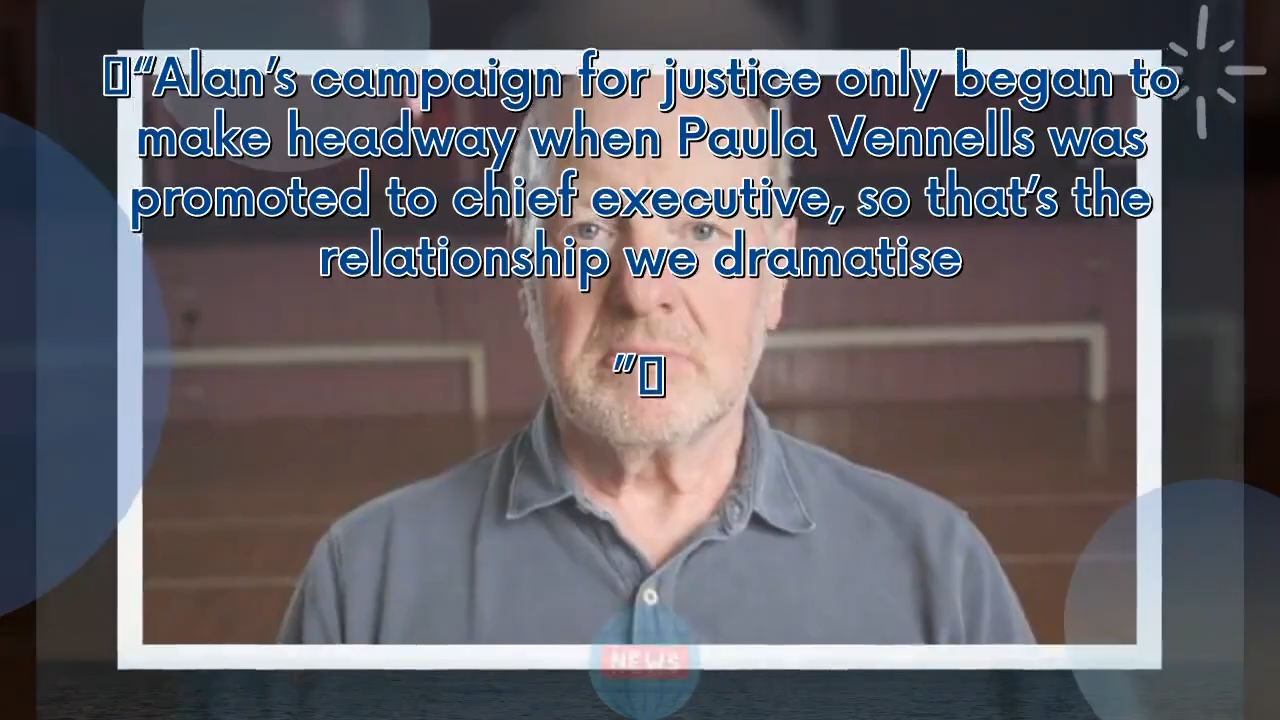 “Alan’s campaign for justice only began to
make headway when Paula Vennells was
promoted to chief executive, so that’s the
relationship we dramatise
”
NEWS